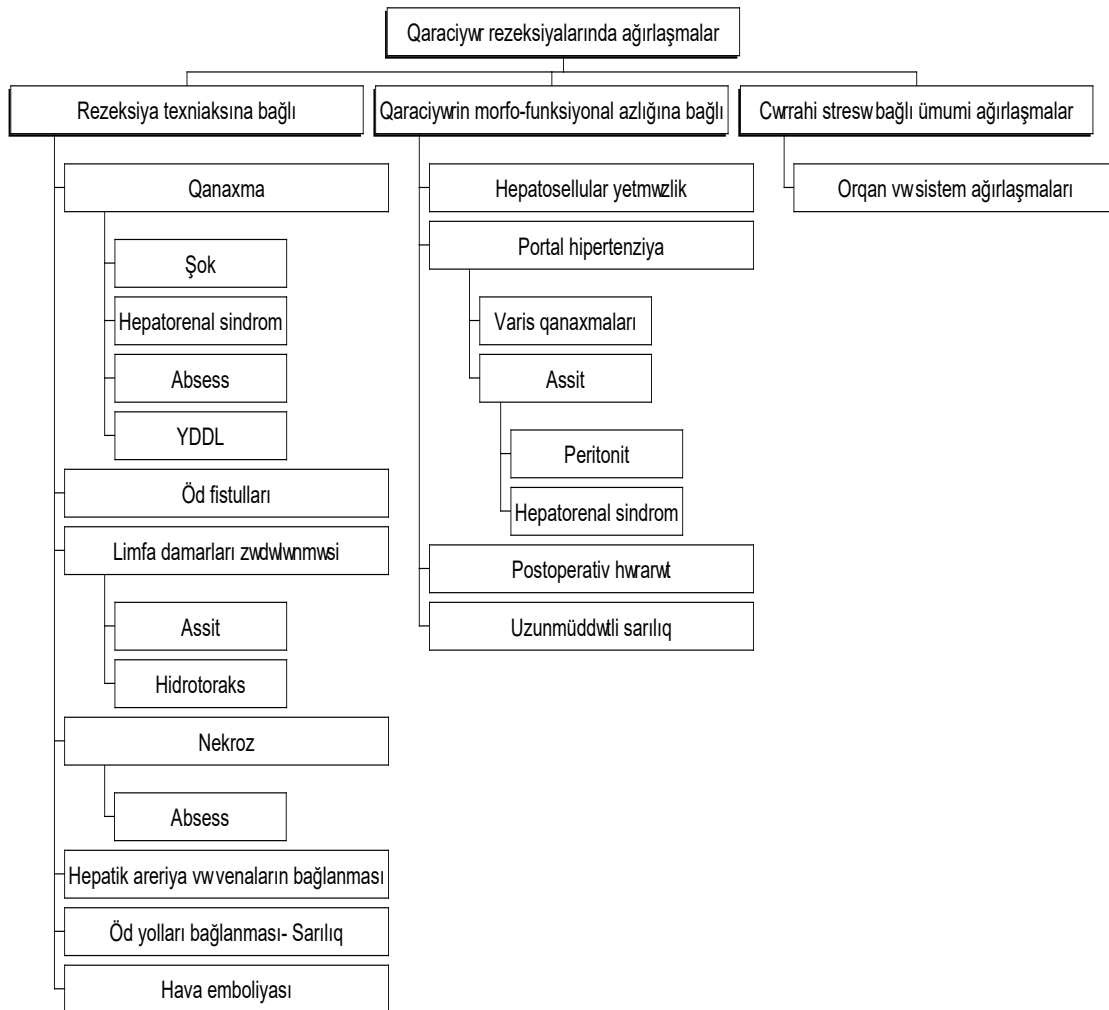 Qaraciywr rezeksiyalarında ağırlaşmalar
Rezeksiya texniaksına bağlı
Qanaxma
Şok
Hepatorenal sindrom
Absess
YDDL
Öd fistulları
Limfa damarları zwdwlwnmwsi
Assit
Hidrotoraks
Nekroz
Absess
Hepatik areriya vw venaların bağlanması
Öd yolları bağlanması- Sarılıq
Hava emboliyası
Qaraciywrin morfo-funksiyonal azlığına bağlı
Hepatosellular yetmwzlik
Portal hipertenziya
Varis qanaxmaları
Assit
Peritonit
Hepatorenal sindrom
Postoperativ hwrarwt
Uzunmüddwtli sarılıq
Cwrrahi stresw bağlı ümumi ağırlaşmalar
Orqan vw sistem ağırlaşmaları